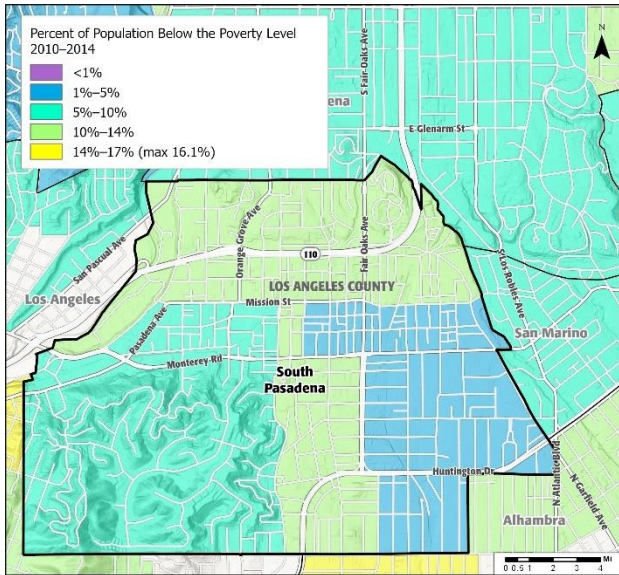 Percent of Population Below the Poverty Level
2010–2014
<1%
1%–5%
5%–10%
10%–14%
14%–17% (max 16.1%)
ena
S Fair Oaks Ave
N
E Glenarm St
San Pascual Ave
Orange Grove Ave
Fair Oaks Ave
110
S Los Robles Ave
Los Angeles
LOS ANGELES COUNTY
Mission St
San Marino
Pasadena Ave
Monterey Rd
South
Pasadena
Huntington Dr
N Atlantic Blvd
N Garfield Ave
Alhambra
Mi
0 0.5 1 2 3 4